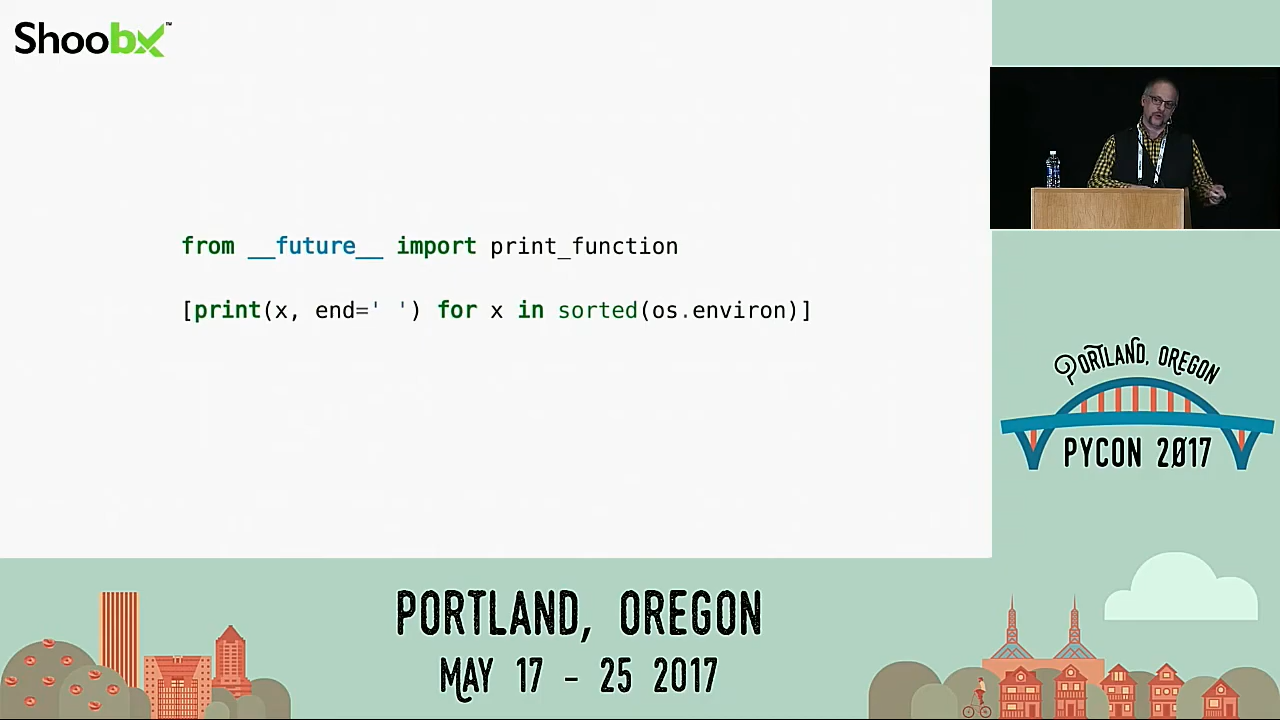 Shoobx™
from __future__ import print_function
[print(x, end=' ') for x in sorted(os.environ)]
PORTLAND, OREGON
PYCON 2017
PORTLAND, OREGON
MAY 17 - 25 2017